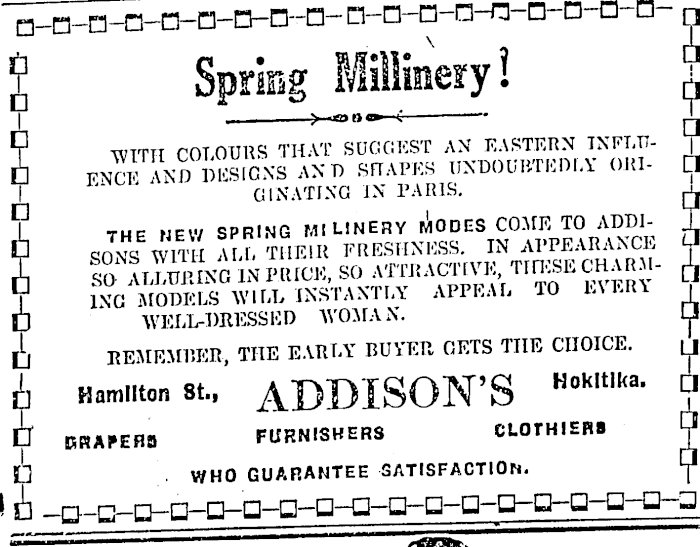 Spring Millinery!
WITH COLOURS THAT SUGGEST AN EASTERN INFLU-
ENCE AND DESIGNS AND SHAPES UNDOUBTEDLY ORI-
GINATING IN PARIS.
THE NEW SPRING MILINERY MODES COME TO ADDI-
SONS WITH ALL THEIR FRESHNESS. IN APPEARANCE
SO ALLURING IN PRICE, SO ATTRACTIVE, THESE CHARM-
ING MODELS WILL INSTANTLY APPEAL TO EVERY
WELL-DRESSED WOMAN.
REMEMBER, THE EARLY BUYER GETS THE CHOICE.
Hamilton St., ADDISON'S Hokitika.
DRAPERS FURNISHERS CLOTHIERS
WHO GUARANTEE SATISFACTION.